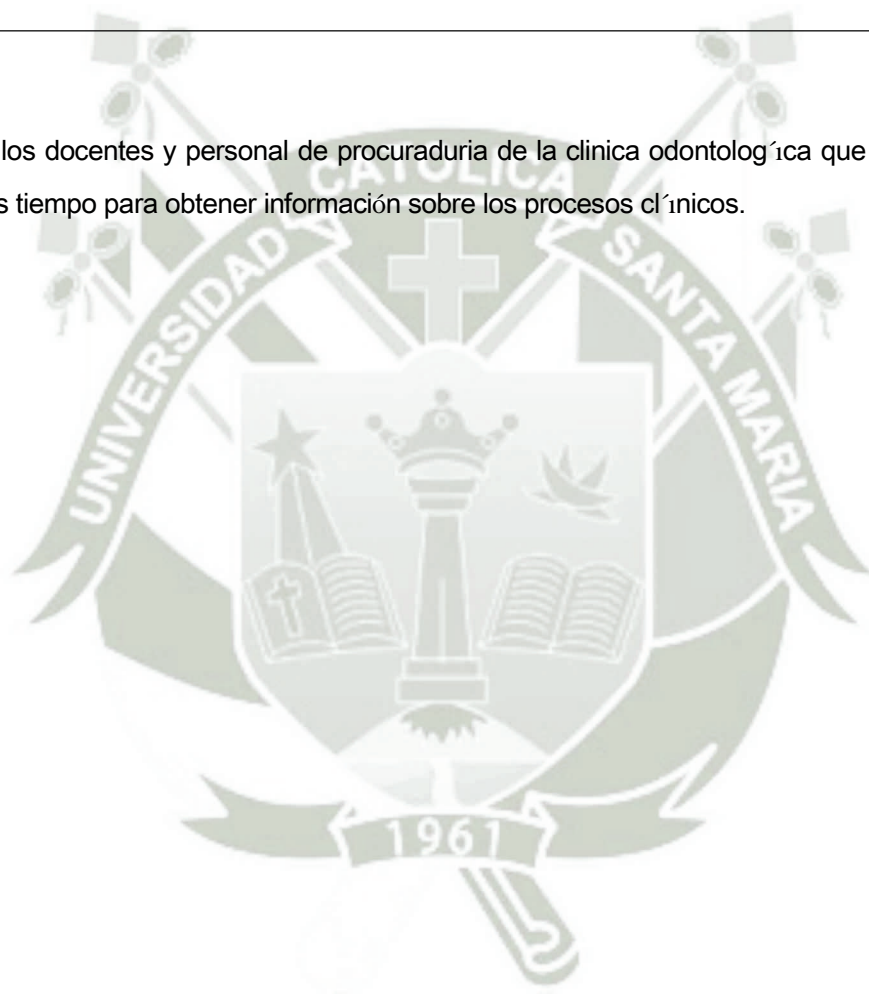 los docentes y personal de procuraduria de la clinica odontolog´ıca que
s tiempo para obtener información sobre los procesos cl´ınicos.
CATOLICA
UNIVERSIDAD
SANTA MARIA
1961